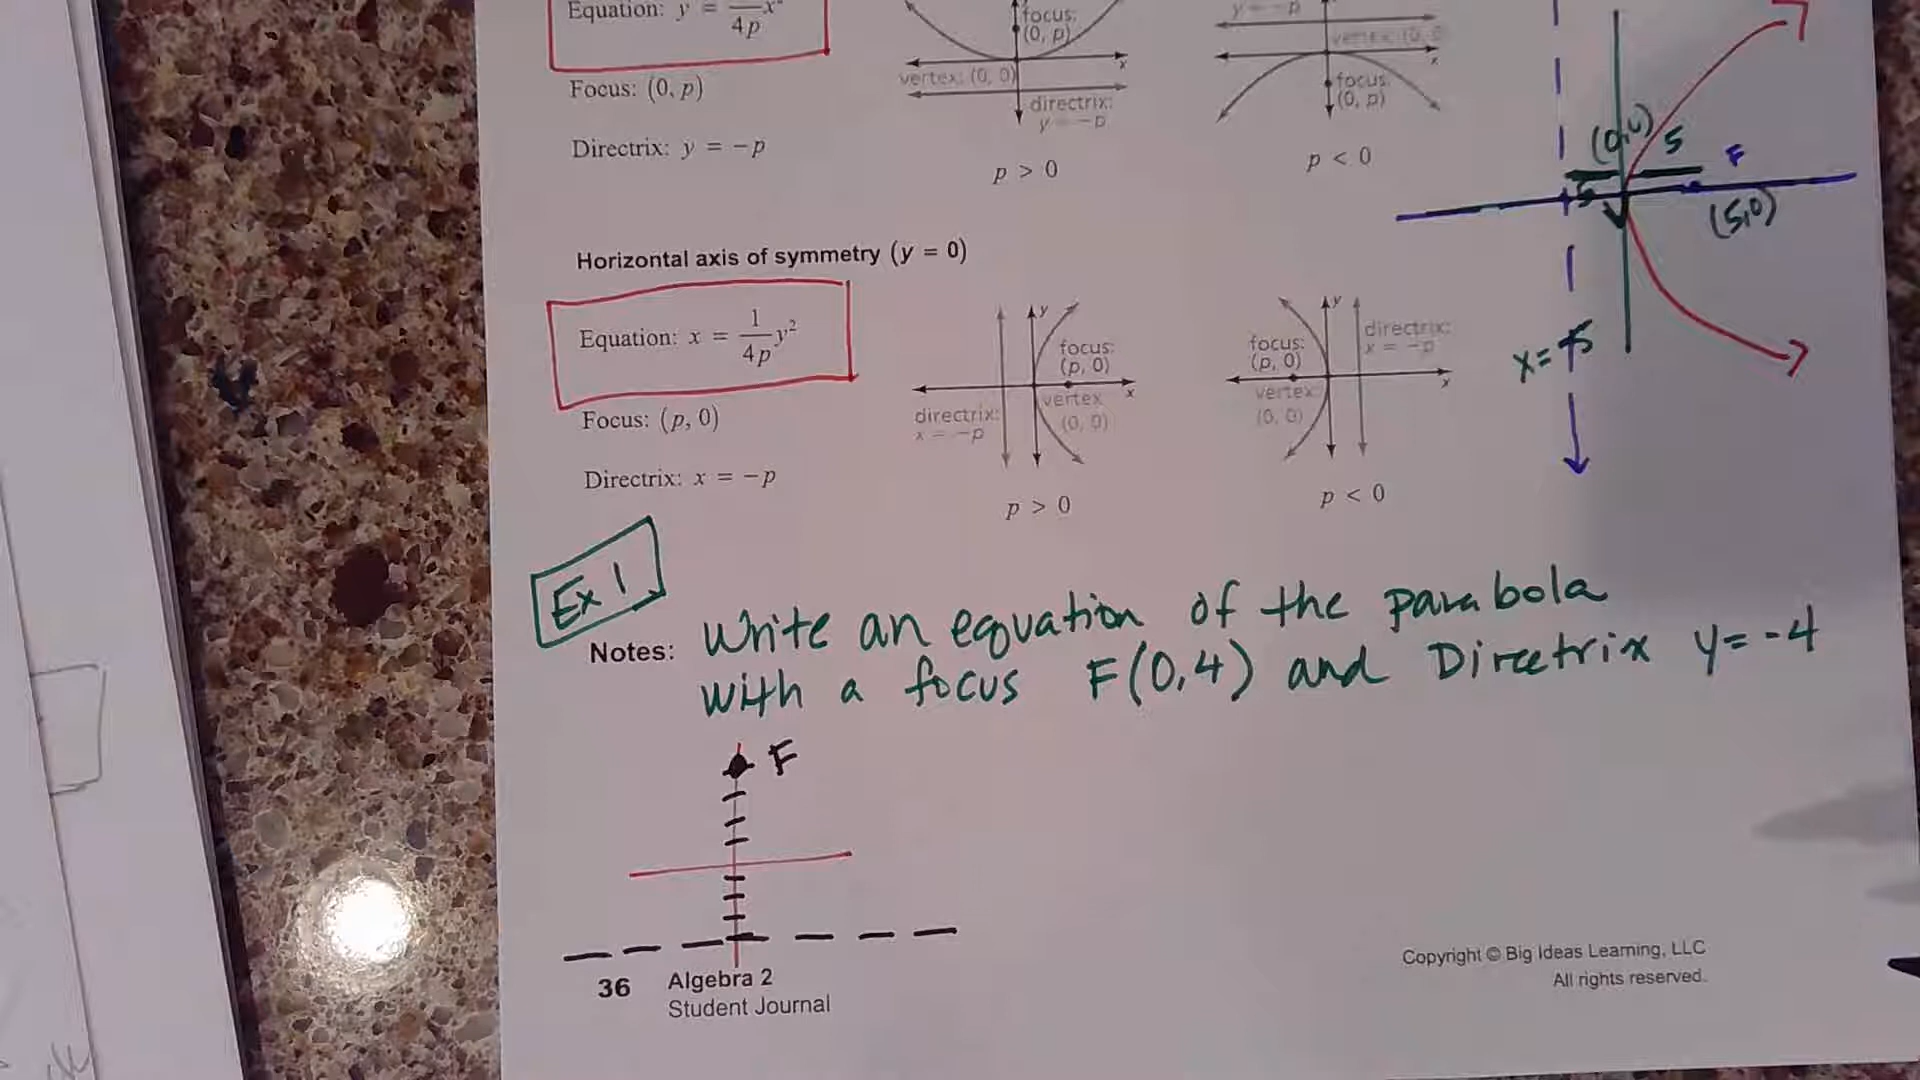 Equation: y = 1/4p x²
Focus: (0, p)
Directrix: y = −p
focus:
(0, p)
vertex: (0, 0)
x
directrix:
y = −p
p > 0
y = −p
vertex: (0, 0)
x
focus:
(0, p)
p < 0
(0,0)
5
F
5
(5,0)
x = -5
Horizontal axis of symmetry (y = 0)
Equation: x = 1/4p y²
Focus: (p, 0)
Directrix: x = −p
y
focus:
(p, 0)
x
directrix:
x = −p
vertex
(0, 0)
p > 0
y
directrix:
x = −p
focus:
(p, 0)
x
vertex:
(0, 0)
p < 0
Ex 1
Notes: Write an equation of the parabola
with a focus F(0,4) and Directrix y = -4
F
36 Algebra 2
Student Journal
Copyright © Big Ideas Learning, LLC
All rights reserved.